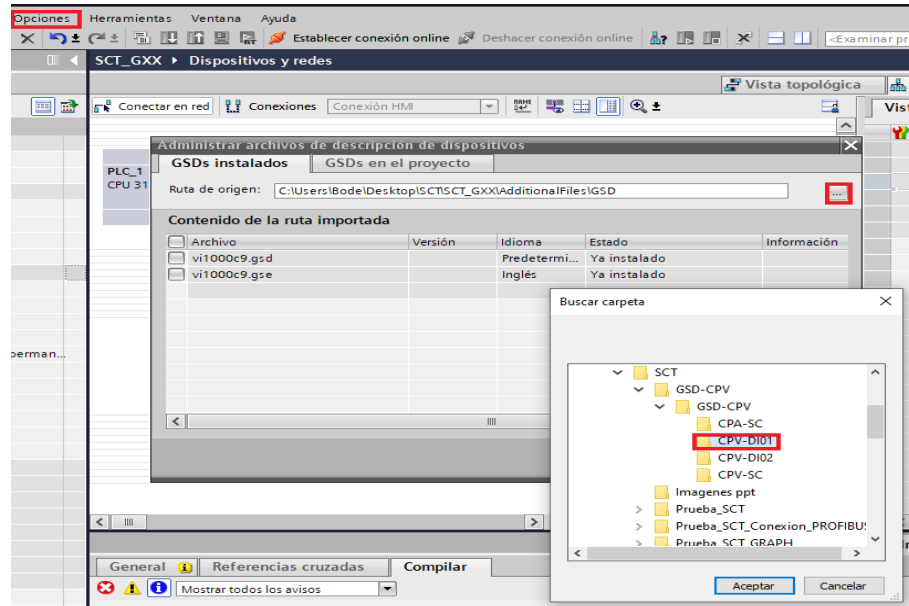 Opciones Herramientas Ventana Ayuda
Establecer conexión online Deshacer conexión online <Examinar pr
SCT_GXX Dispositivos y redes
Vista topológica
Conectar en red Conexiones Conexión HMI
Vis
Administrar archivos de descripción de dispositivos
GSDs instalados GSDs en el proyecto
PLC_1
CPU 31
Ruta de origen: C:\Users\Bode\Desktop\SCT\SCT_GXX\AdditionalFiles\GSD ...
Contenido de la ruta importada
Archivo Versión Idioma Estado Información
vi1000c9.gsd Predetermi... Ya instalado
vi1000c9.gse Inglés Ya instalado
Buscar carpeta
perman...
SCT
GSD-CPV
GSD-CPV
CPA-SC
CPV-DI01
CPV-DI02
CPV-SC
Imagenes ppt
Prueba_SCT
Prueba_SCT_Conexion_PROFIBU
Prueba SCT GRAPH
General Referencias cruzadas Compilar
Mostrar todos los avisos
Aceptar Cancelar